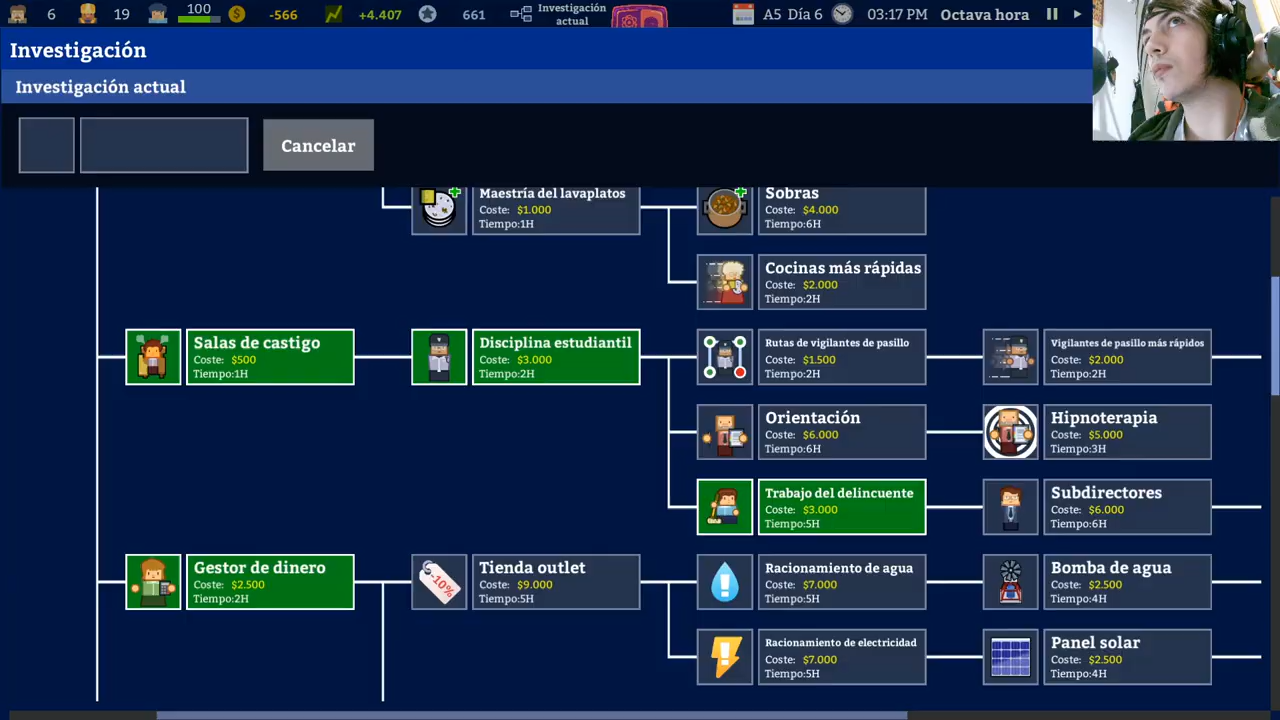 6
19
100
-566
+4.407
661
Investigación
actual
A5 Día 6
03:17 PM
Octava hora
Investigación
Investigación actual
Cancelar
Maestría del lavaplatos
Coste: $1.000
Tiempo:1H
Sobras
Coste: $4.000
Tiempo:6H
Cocinas más rápidas
Coste: $2.000
Tiempo:2H
Salas de castigo
Coste: $500
Tiempo:1H
Disciplina estudiantil
Coste: $3.000
Tiempo:2H
Rutas de vigilantes de pasillo
Coste: $1.500
Tiempo:2H
Vigilantes de pasillo más rápidos
Coste: $2.000
Tiempo:2H
Orientación
Coste: $6.000
Tiempo:6H
Hipnoterapia
Coste: $5.000
Tiempo:3H
Trabajo del delincuente
Coste: $3.000
Tiempo:5H
Subdirectores
Coste: $6.000
Tiempo:6H
Gestor de dinero
Coste: $2.500
Tiempo:2H
-10%
Tienda outlet
Coste: $9.000
Tiempo:5H
Racionamiento de agua
Coste: $7.000
Tiempo:5H
Bomba de agua
Coste: $2.500
Tiempo:4H
Racionamiento de electricidad
Coste: $7.000
Tiempo:5H
Panel solar
Coste: $2.500
Tiempo:4H